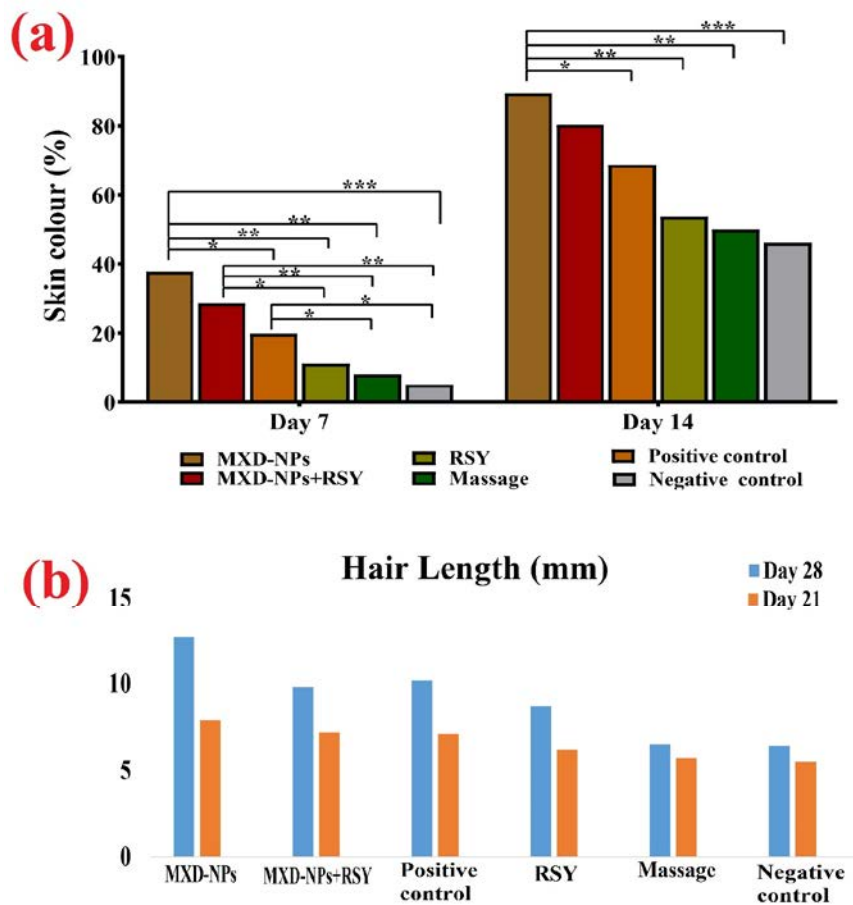 (a)
Skin colour (%)
100
80
60
40
20
0
***
**
**
*
**
**
*
*
*
***
**
**
*
Day 7
Day 14
MXD-NPs
RSY
Positive control
MXD-NPs+RSY
Massage
Negative control
(b)
Hair Length (mm)
Day 28
Day 21
15
10
5
0
MXD-NPs
MXD-NPs+RSY
Positive
control
RSY
Massage
Negative
control